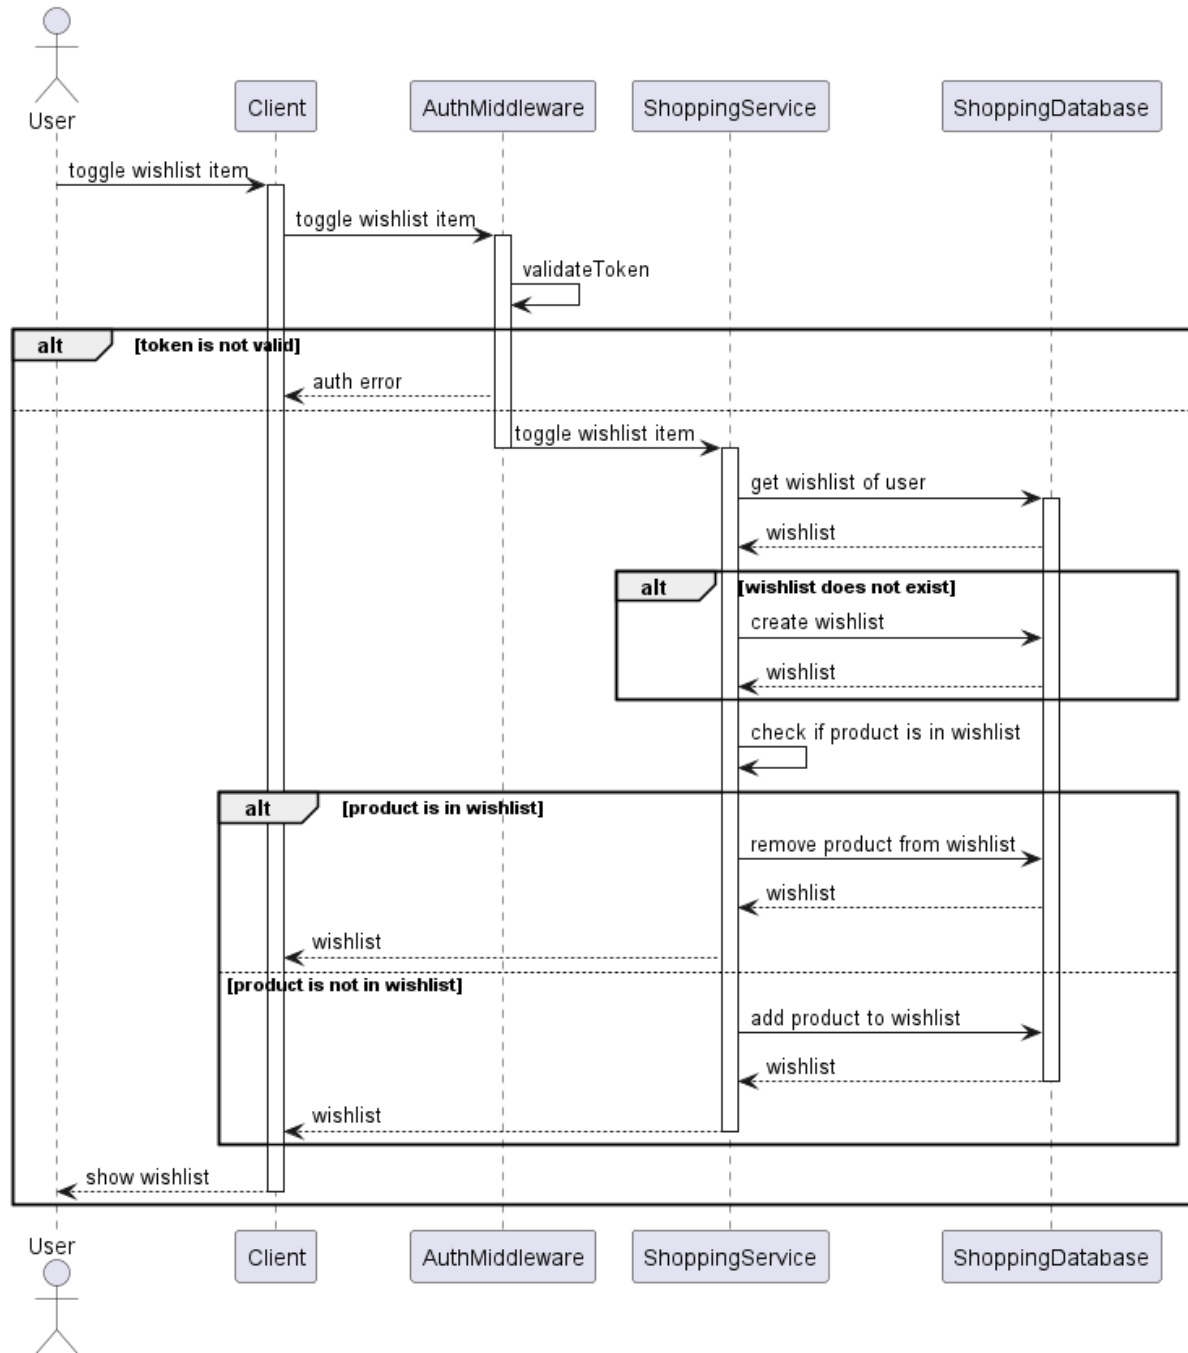 User
Client
AuthMiddleware
ShoppingService
ShoppingDatabase
toggle wishlist item
toggle wishlist item
validateToken
alt
[token is not valid]
auth error
toggle wishlist item
get wishlist of user
wishlist
alt
[wishlist does not exist]
create wishlist
wishlist
check if product is in wishlist
alt
[product is in wishlist]
remove product from wishlist
wishlist
wishlist
[product is not in wishlist]
add product to wishlist
wishlist
wishlist
show wishlist
User
Client
AuthMiddleware
ShoppingService
ShoppingDatabase